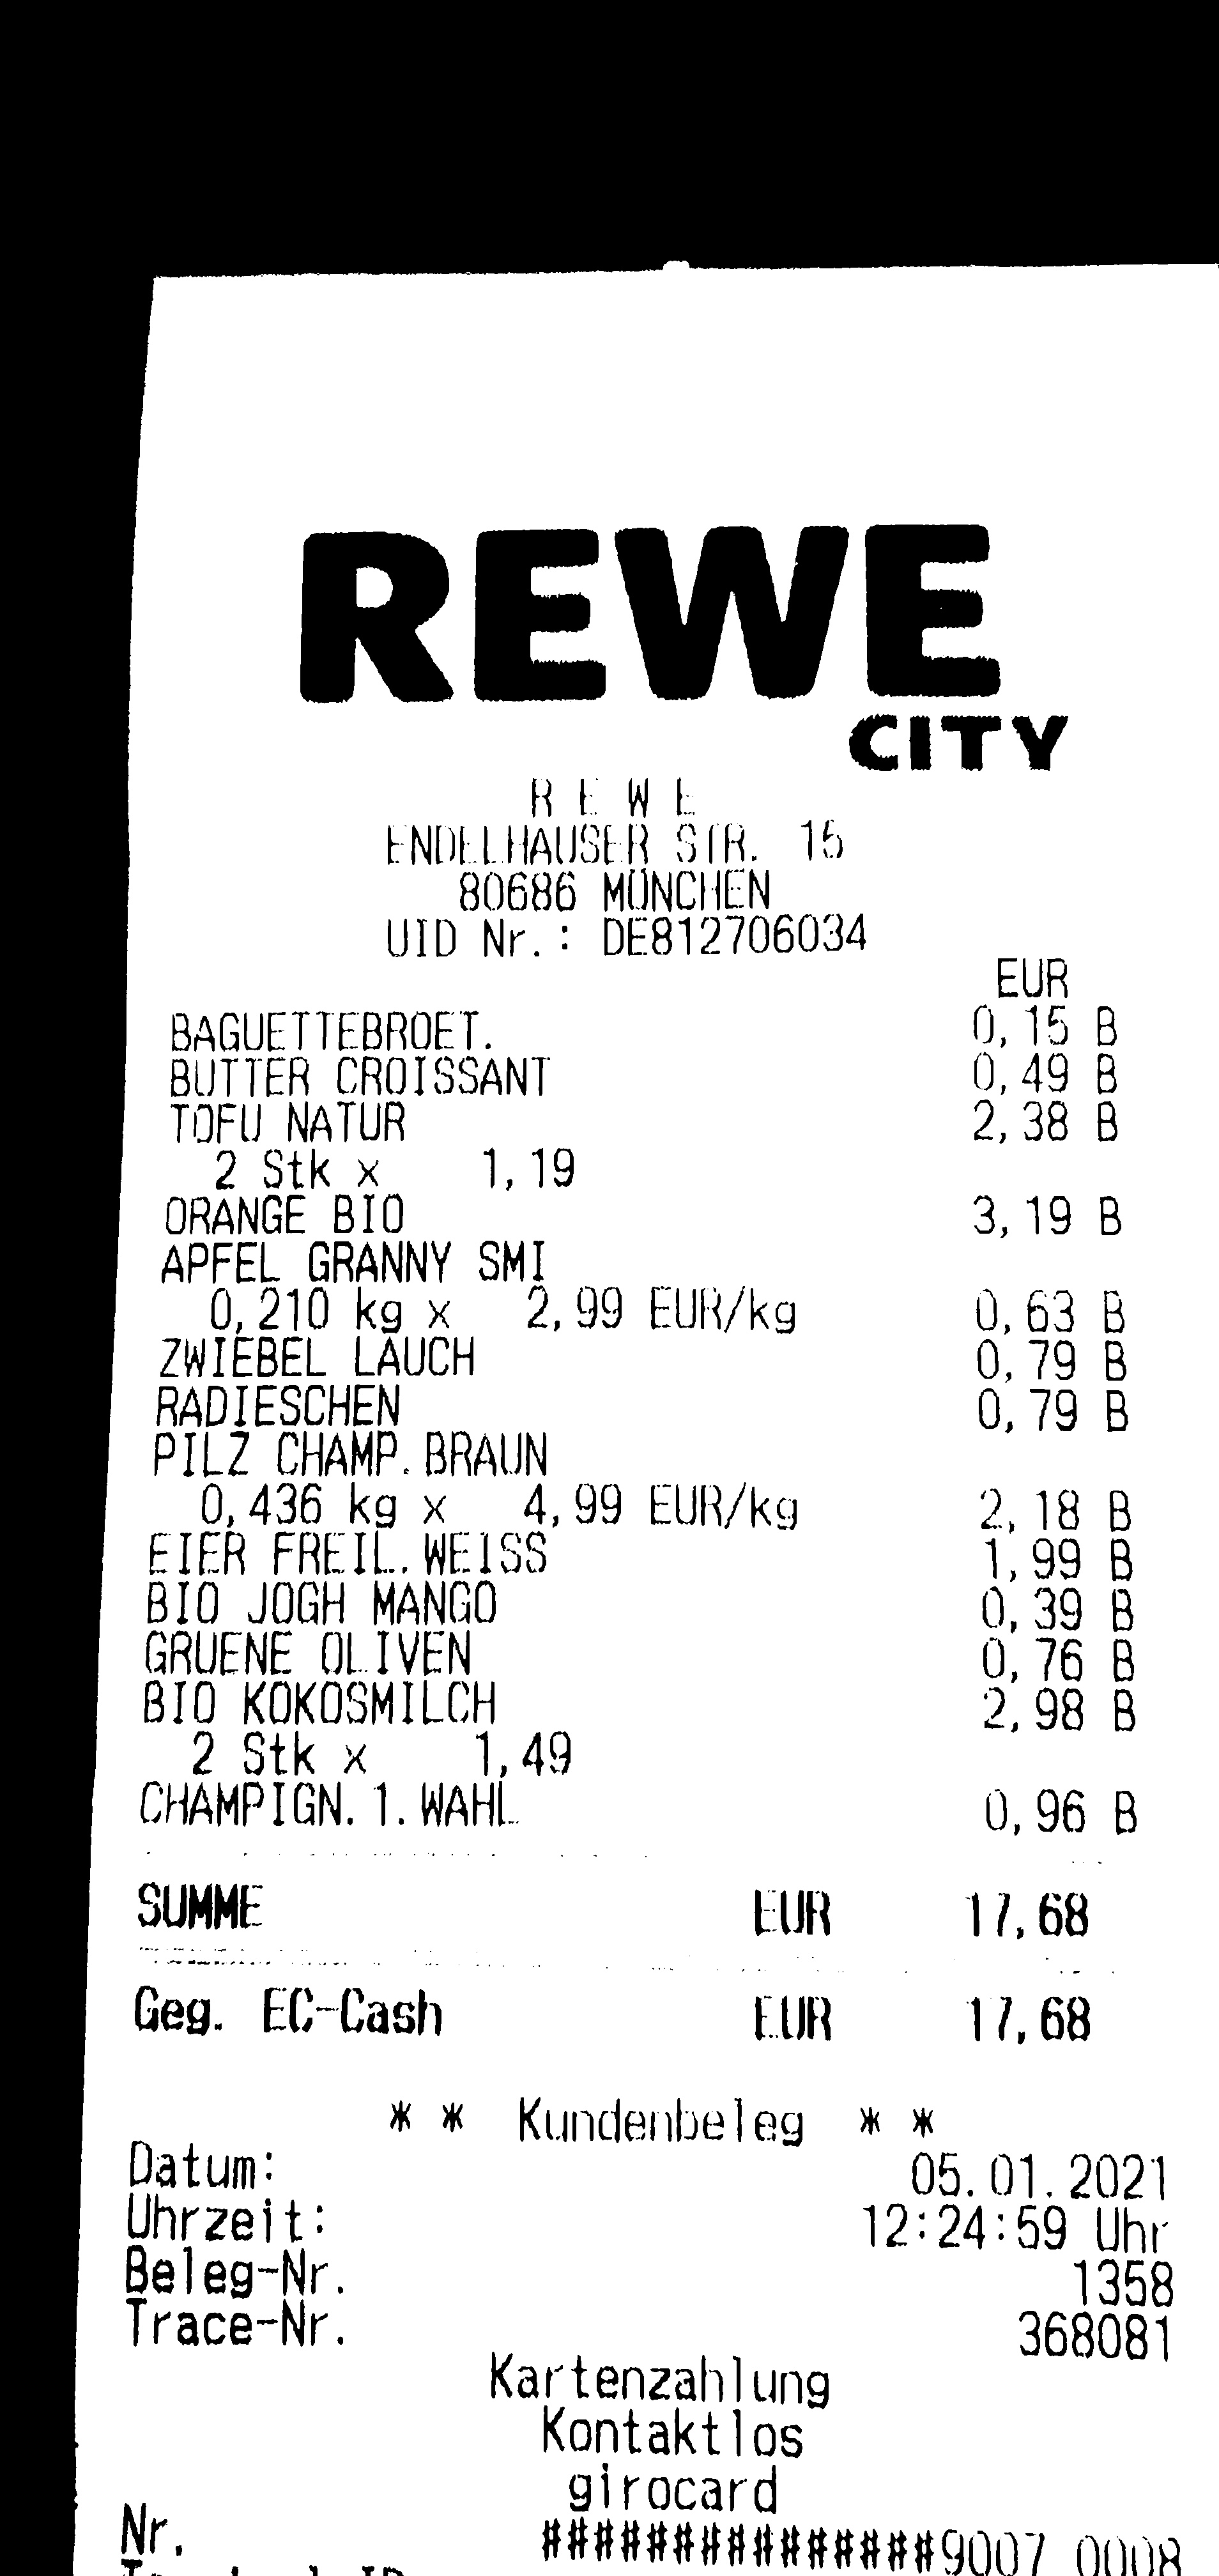 REWE
CITY
R E W E
ENDELHAUSER STR. 15
80686 MÜNCHEN
UID Nr.: DE812706034
EUR
BAGUETTEBROET. 0,15 B
BUTTER CROISSANT 0,49 B
TOFU NATUR 2,38 B
2 Stk x 1,19
ORANGE BIO 3,19 B
APFEL GRANNY SMI
0,210 kg x 2,99 EUR/kg 0,63 B
ZWIEBEL LAUCH 0,79 B
RADIESCHEN 0,79 B
PILZ CHAMP.BRAUN
0,436 kg x 4,99 EUR/kg 2,18 B
EIER FREIL.WEISS 1,99 B
BIO JOGH MANGO 0,39 B
GRUENE OLIVEN 0,76 B
BIO KOKOSMILCH 2,98 B
2 Stk x 1,49
CHAMPIGN.1.WAHL 0,96 B
SUMME EUR 17,68
Geg. EC-Cash EUR 17,68
* * Kundenbeleg * *
Datum: 05.01.2021
Uhrzeit: 12:24:59 Uhr
Beleg-Nr. 1358
Trace-Nr. 368081
Kartenzahlung
Kontaktlos
girocard
Nr. ###############9007 0008